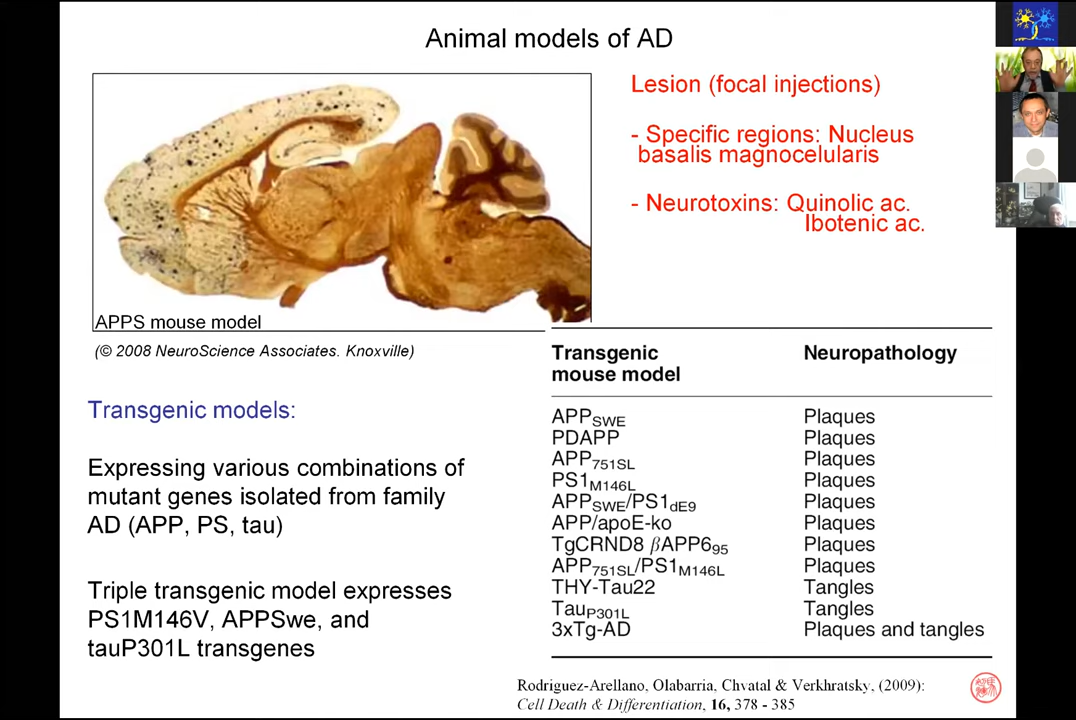 Animal models of AD
APPS mouse model
(© 2008 NeuroScience Associates. Knoxville)
Lesion (focal injections)
- Specific regions: Nucleus
basalis magnocelularis
- Neurotoxins: Quinolic ac.
Ibotenic ac.
Transgenic models:
Expressing various combinations of
mutant genes isolated from family
AD (APP, PS, tau)
Triple transgenic model expresses
PS1M146V, APPSwe, and
tauP301L transgenes
Transgenic Neuropathology
mouse model
APPSWE Plaques
PDAPP Plaques
APP751SL Plaques
PS1M146L Plaques
APPSWE/PS1dE9 Plaques
APP/apoE-ko Plaques
TgCRND8 βAPP695 Plaques
APP751SL/PS1M146L Plaques
THY-Tau22 Tangles
TauP301L Tangles
3xTg-AD Plaques and tangles
Rodriguez-Arellano, Olabarria, Chvatal & Verkhratsky, (2009):
Cell Death & Differentiation, 16, 378 - 385